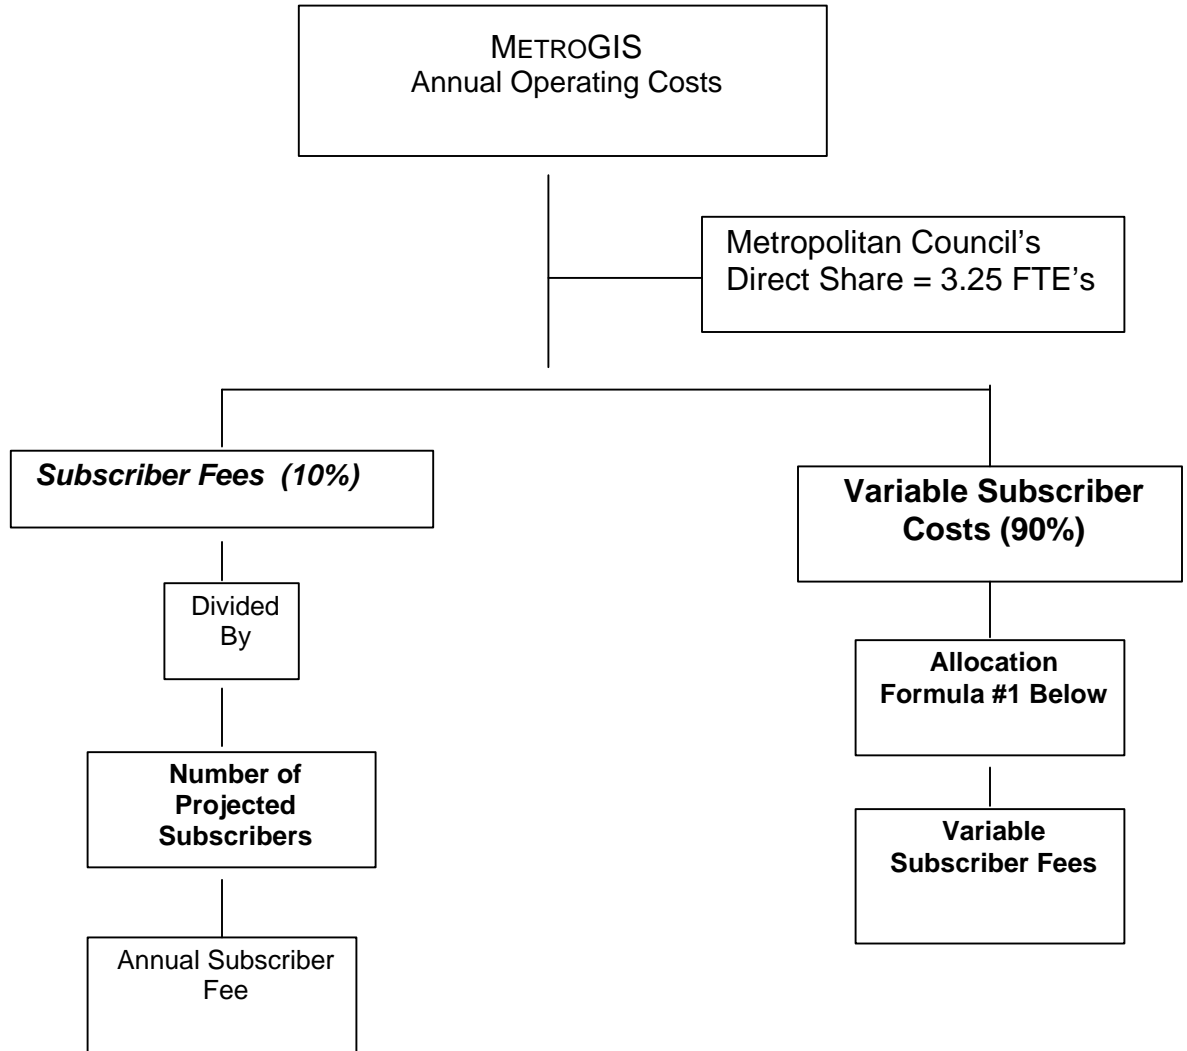 METROGIS
Annual Operating Costs
Metropolitan Council’s
Direct Share = 3.25 FTE’s
Subscriber Fees (10%)
Divided
By
Number of
Projected
Subscribers
Annual Subscriber
Fee
Variable Subscriber
Costs (90%)
Allocation
Formula #1 Below
Variable
Subscriber Fees